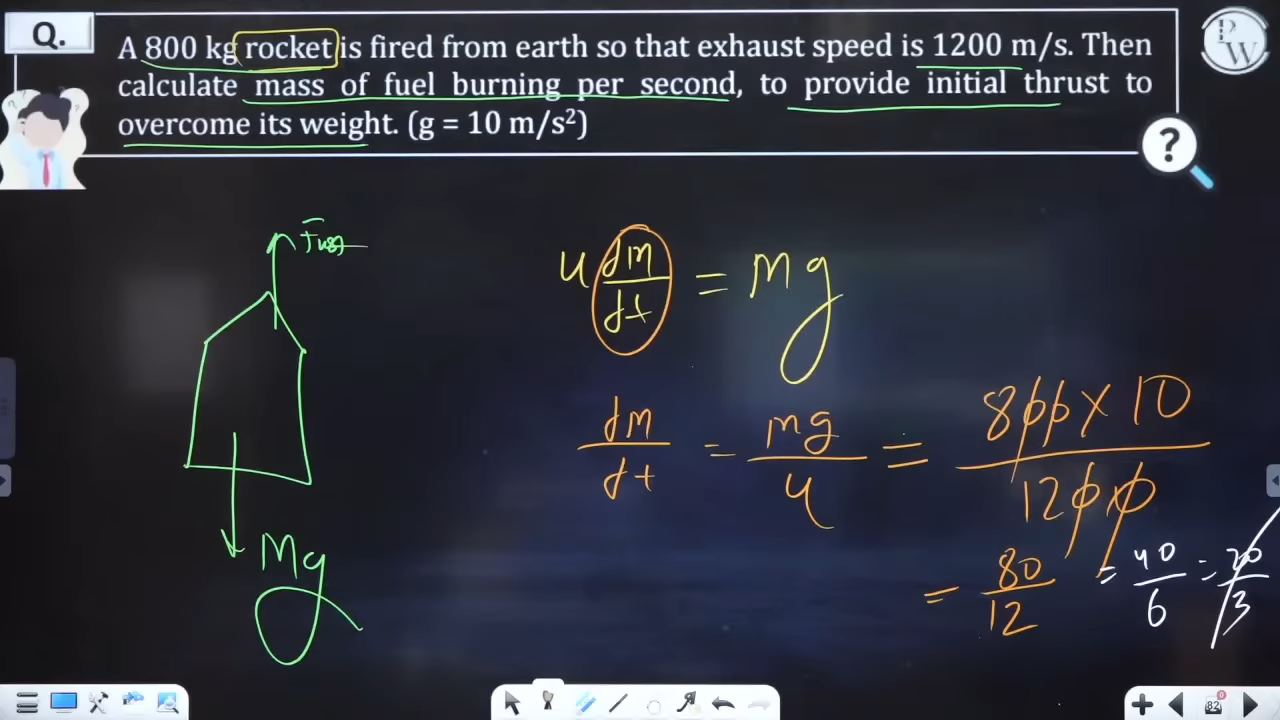 Q.
A 800 kg rocket is fired from earth so that exhaust speed is 1200 m/s. Then
calculate mass of fuel burning per second, to provide initial thrust to
overcome its weight. (g = 10 m/s²)
PW
?
u dm/dt = Mg
dm/dt = mg/u = 800 × 10 / 1200
= 80/12 = 40/6 = 20/3
Mg
82